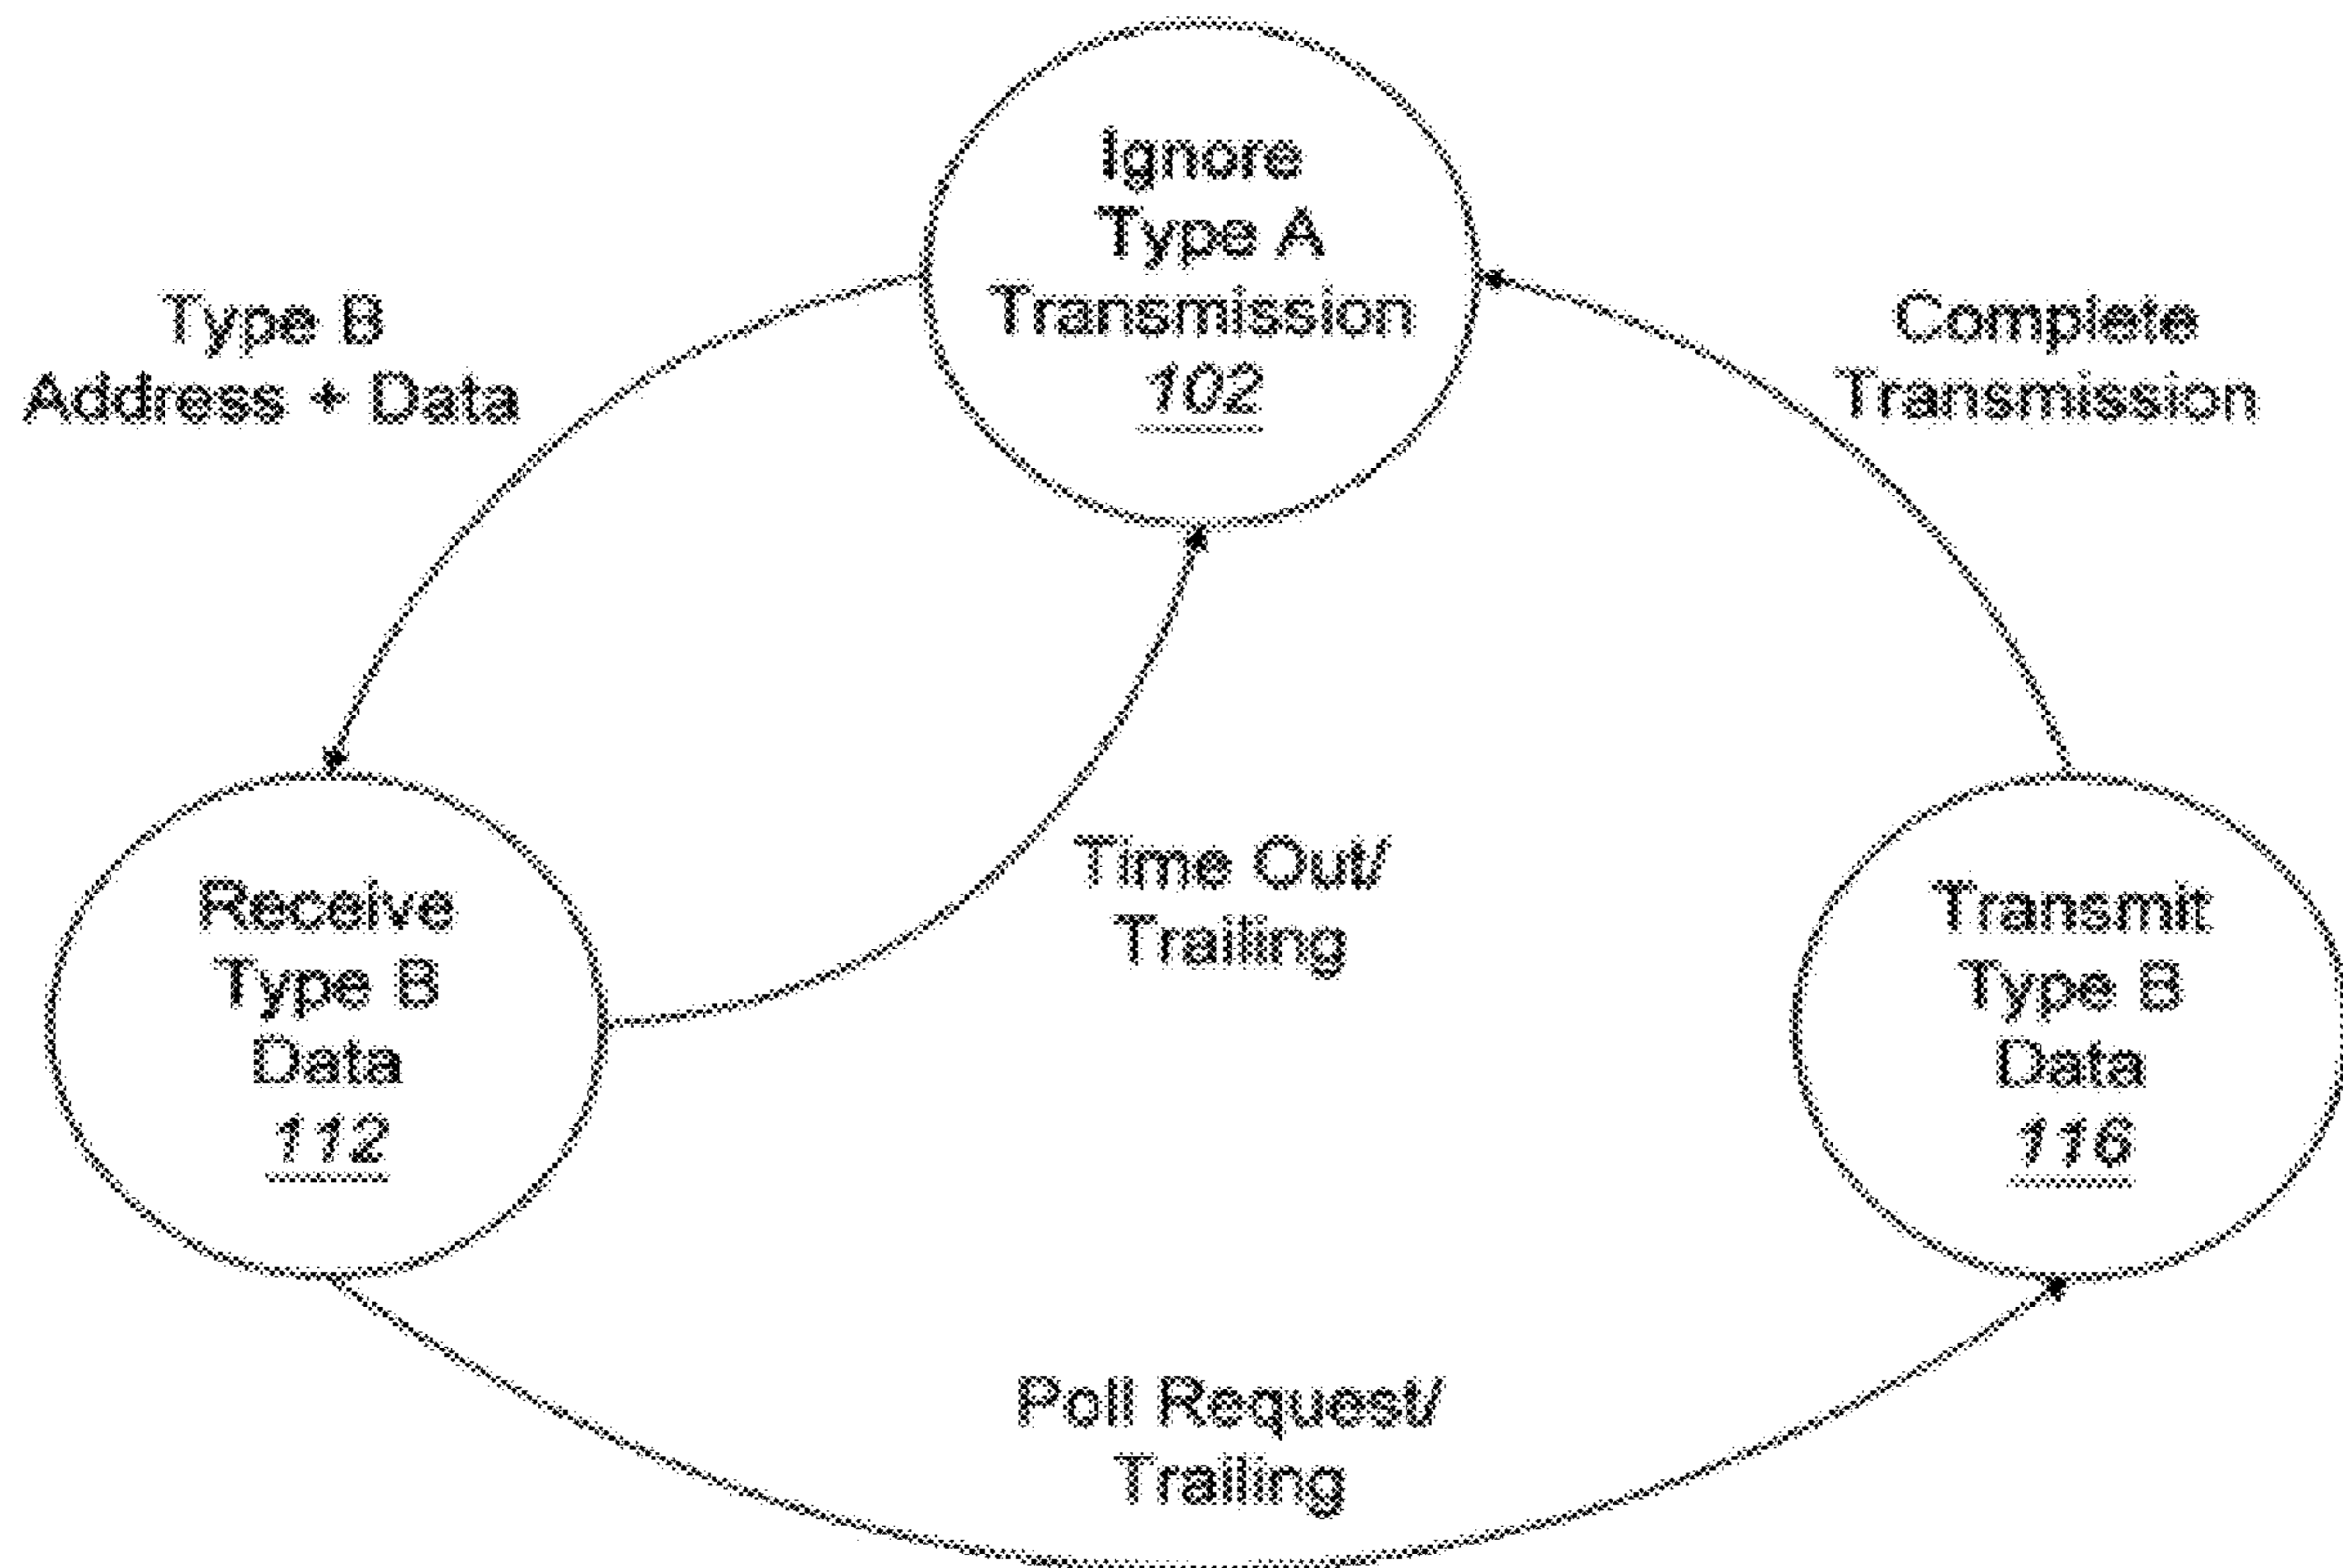 Ignore
Type A
Transmission
102
Type B
Address + Data
Complete
Transmission
Time Out/
Trailing
Receive
Type B
Data
112
Transmit
Type B
Data
116
Poll Request/
Trailing